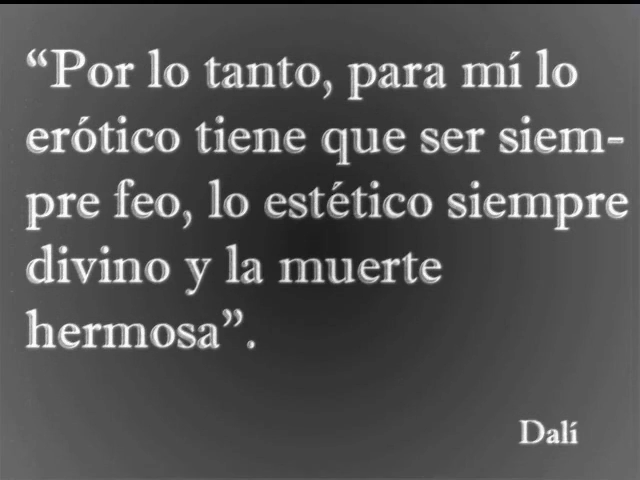 “Por lo tanto, para mí lo
erótico tiene que ser siem-
pre feo, lo estético siempre
divino y la muerte
hermosa”.
Dalí